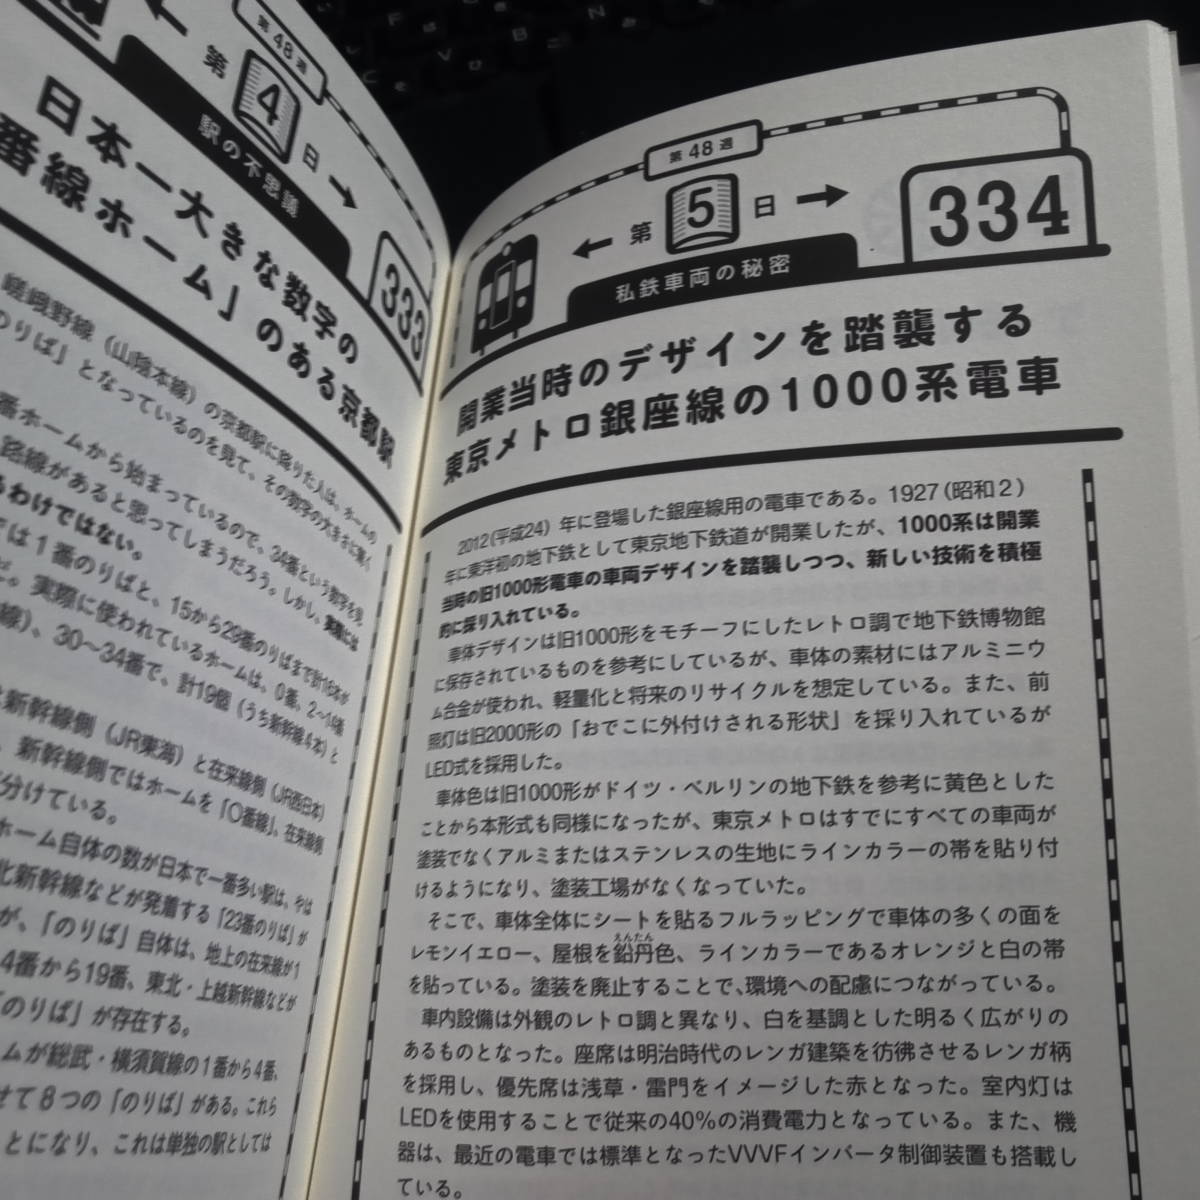 第48週
第4日
駅の不思議
333
日本一大きな数字の
番線ホーム」のある京都駅
嵯峨野線（山陰本線）の京都駅に降りた人は、ホームの
のりば」となっているのを見て、その数字の大きさに驚く
番ホームから始まっているので、34番という数字を見
路線があると思ってしまうだろう。しかし、実際には
るわけではない。
では1番のりばと、15から29番のりばまで計16本が
実際に使われているホームは、0番、2〜14番
線）、30〜34番で、計19個（うち新幹線4本）と
新幹線側（JR東海）と在来線側（JR西日本）
、新幹線側ではホームを「〇番線」、在来線側
分けている。
ホーム自体の数が日本で一番多い駅は、やは
北新幹線などが発着する「23番のりば」が
が、「のりば」自体は、地上の在来線が1
4番から19番、東北・上越新幹線などが
「のりば」が存在する。
ムが総武・横須賀線の1番から4番、
せて8つの「のりば」がある。これら
とになり、これは単独の駅としては
第48週
第5日
334
私鉄車両の秘密
開業当時のデザインを踏襲する
東京メトロ銀座線の1000系電車
2012(平成24）年に登場した銀座線用の電車である。1927（昭和2）
年に東洋初の地下鉄として東京地下鉄道が開業したが、1000系は開業
当時の旧1000形電車の車両デザインを踏襲しつつ、新しい技術を積極
的に採り入れている。
車体デザインは旧1000形をモチーフにしたレトロ調で地下鉄博物館
に保存されているものを参考にしているが、車体の素材にはアルミニウ
ム合金が使われ、軽量化と将来のリサイクルを想定している。また、前
照灯は旧2000形の「おでこに外付けされる形状」を採り入れているが
LED式を採用した。
車体色は旧1000形がドイツ・ベルリンの地下鉄を参考に黄色とした
ことから本形式も同様になったが、東京メトロはすでにすべての車両が
塗装でなくアルミまたはステンレスの生地にラインカラーの帯を貼り付
けるようになり、塗装工場がなくなっていた。
そこで、車体全体にシートを貼るフルラッピングで車体の多くの面を
レモンイエロー、屋根を鉛丹色、ラインカラーであるオレンジと白の帯
えんたん
を貼っている。塗装を廃止することで、環境への配慮につながっている。
車内設備は外観のレトロ調と異なり、白を基調とした明るく広がりの
あるものとなった。座席は明治時代のレンガ建築を彷彿させるレンガ柄
を採用し、優先席は浅草・雷門をイメージした赤となった。室内灯は
LEDを使用することで従来の40%の消費電力となっている。また、機
器は、最近の電車では標準となったVVVFインバータ制御装置も搭載し
ている。